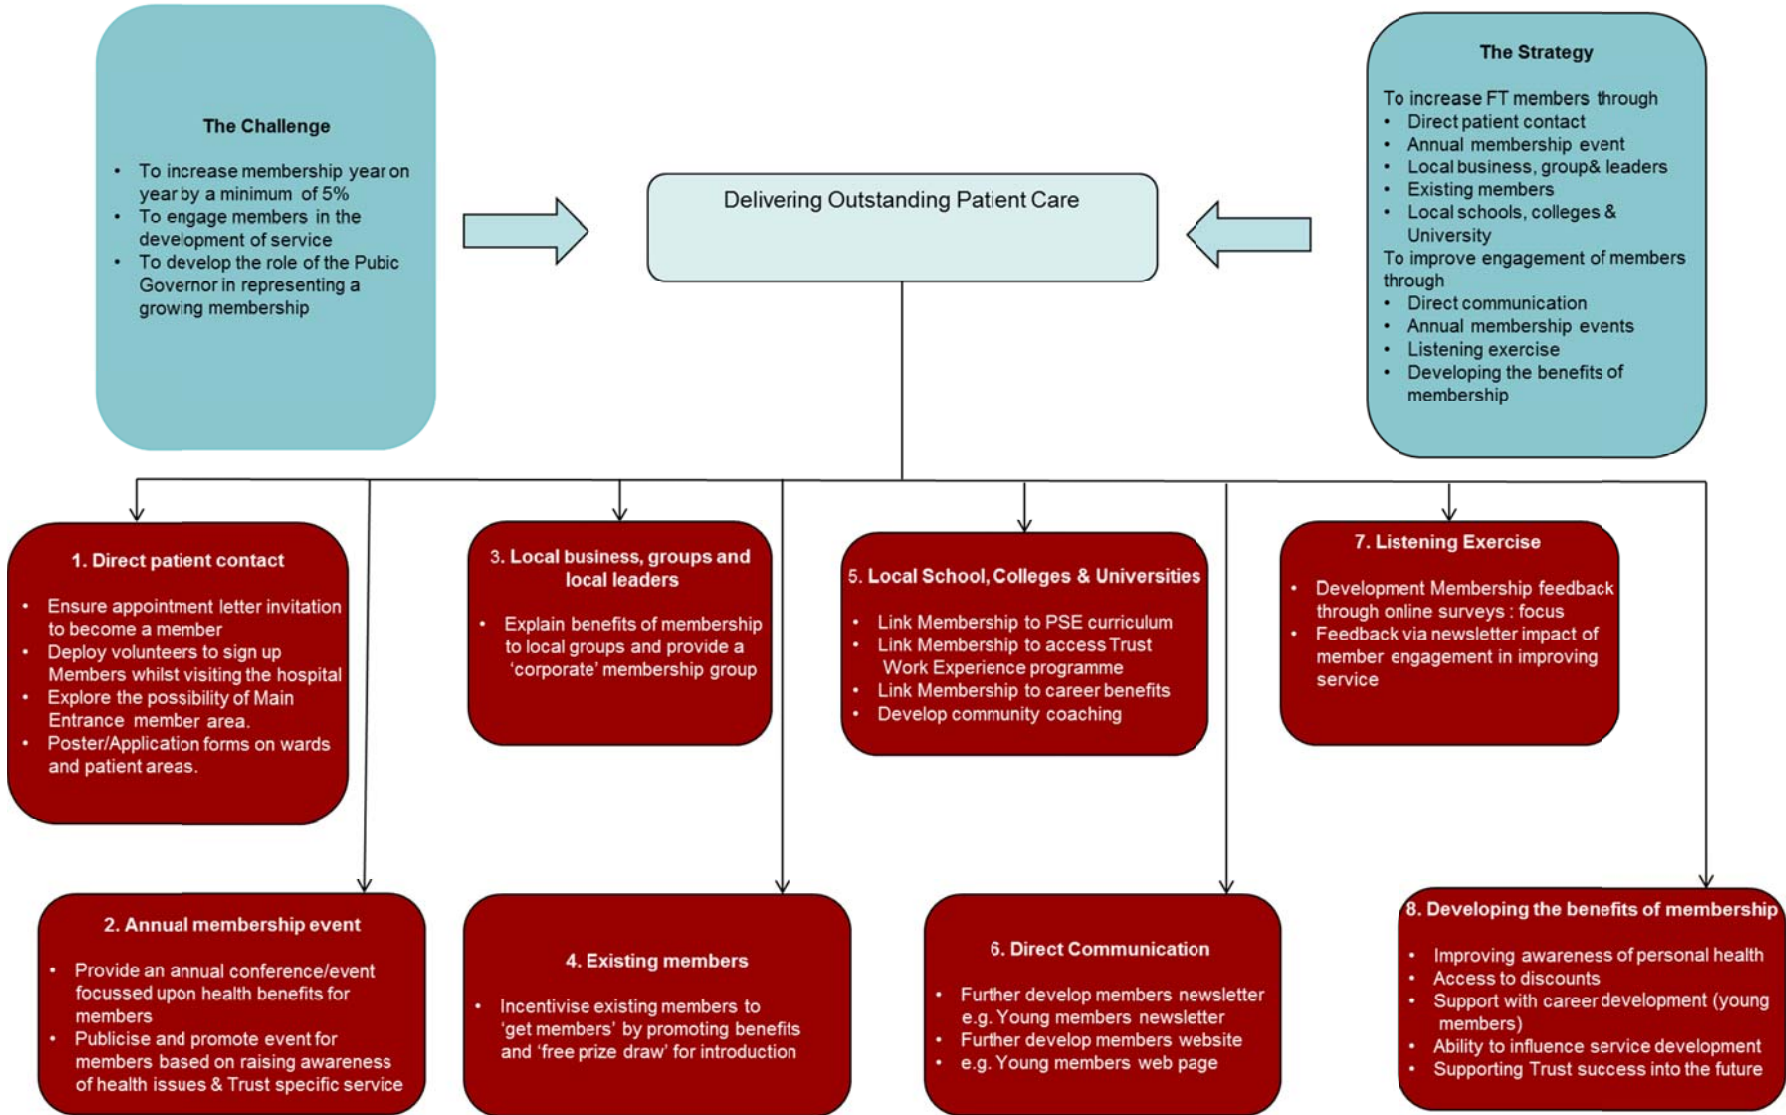 The Challenge
• To increase membership year on
year by a minimum of 5%
• To engage members in the
development of service
• To develop the role of the Pubic
Governor in representing a
growing membership
Delivering Outstanding Patient Care
The Strategy
To increase FT members through
• Direct patient contact
• Annual membership event
• Local business, group& leaders
• Existing members
• Local schools, colleges &
University
To improve engagement of members
through
• Direct communication
• Annual membership events
• Listening exercise
• Developing the benefits of
membership
1. Direct patient contact
• Ensure appointment letter invitation
to become a member
• Deploy volunteers to sign up
Members whilst visiting the hospital
• Explore the possibility of Main
Entrance member area.
• Poster/Application forms on wards
and patient areas.
2. Annual membership event
• Provide an annual conference/event
focussed upon health benefits for
members
• Publicise and promote event for
members based on raising awareness
of health issues & Trust specific service
3. Local business, groups and
local leaders
• Explain benefits of membership
to local groups and provide a
‘corporate’ membership group
4. Existing members
• Incentivise existing members to
‘get members’ by promoting benefits
and ‘free prize draw’ for introduction
5. Local School, Colleges & Universities
• Link Membership to PSE curriculum
• Link Membership to access Trust
Work Experience programme
• Link Membership to career benefits
• Develop community coaching
6. Direct Communication
• Further develop members newsletter
e.g. Young members newsletter
• Further develop members website
• e.g. Young members web page
7. Listening Exercise
• Development Membership feedback
through online surveys : focus
• Feedback via newsletter impact of
member engagement in improving
service
8. Developing the benefits of membership
• Improving awareness of personal health
• Access to discounts
• Support with career development (young
members)
• Ability to influence service development
• Supporting Trust success into the future